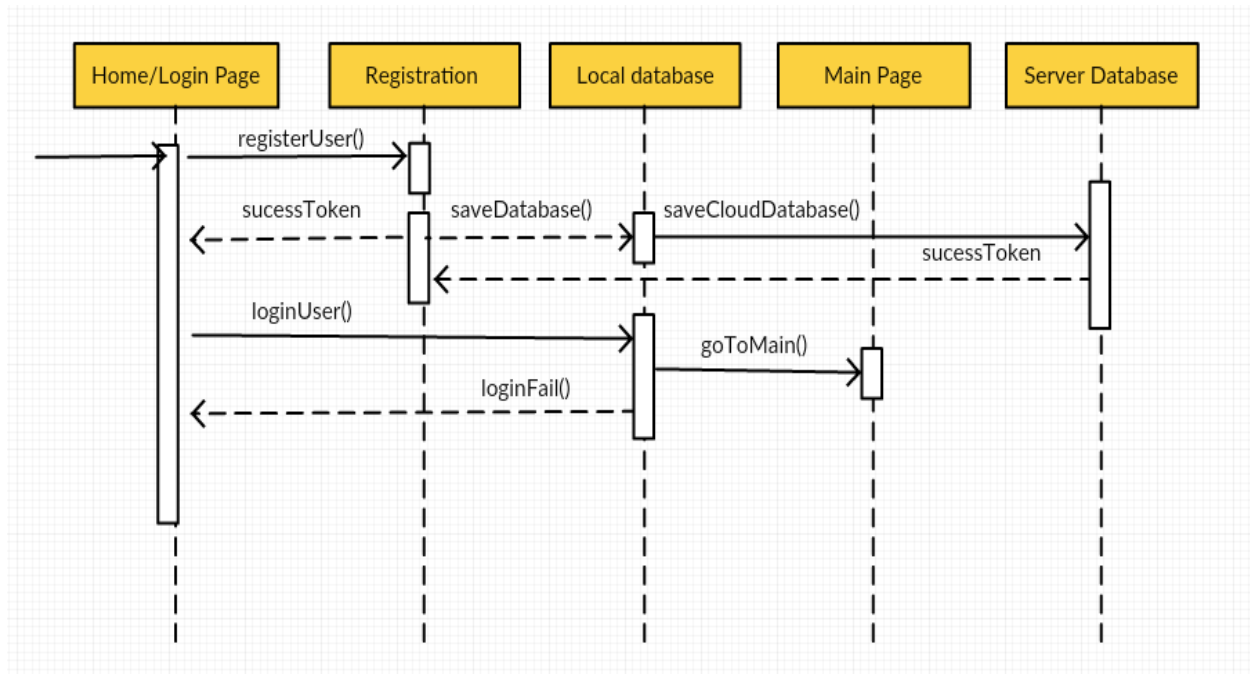 Home/Login Page
Registration
Local database
Main Page
Server Database
registerUser()
sucessToken
saveDatabase()
saveCloudDatabase()
sucessToken
loginUser()
goToMain()
loginFail()